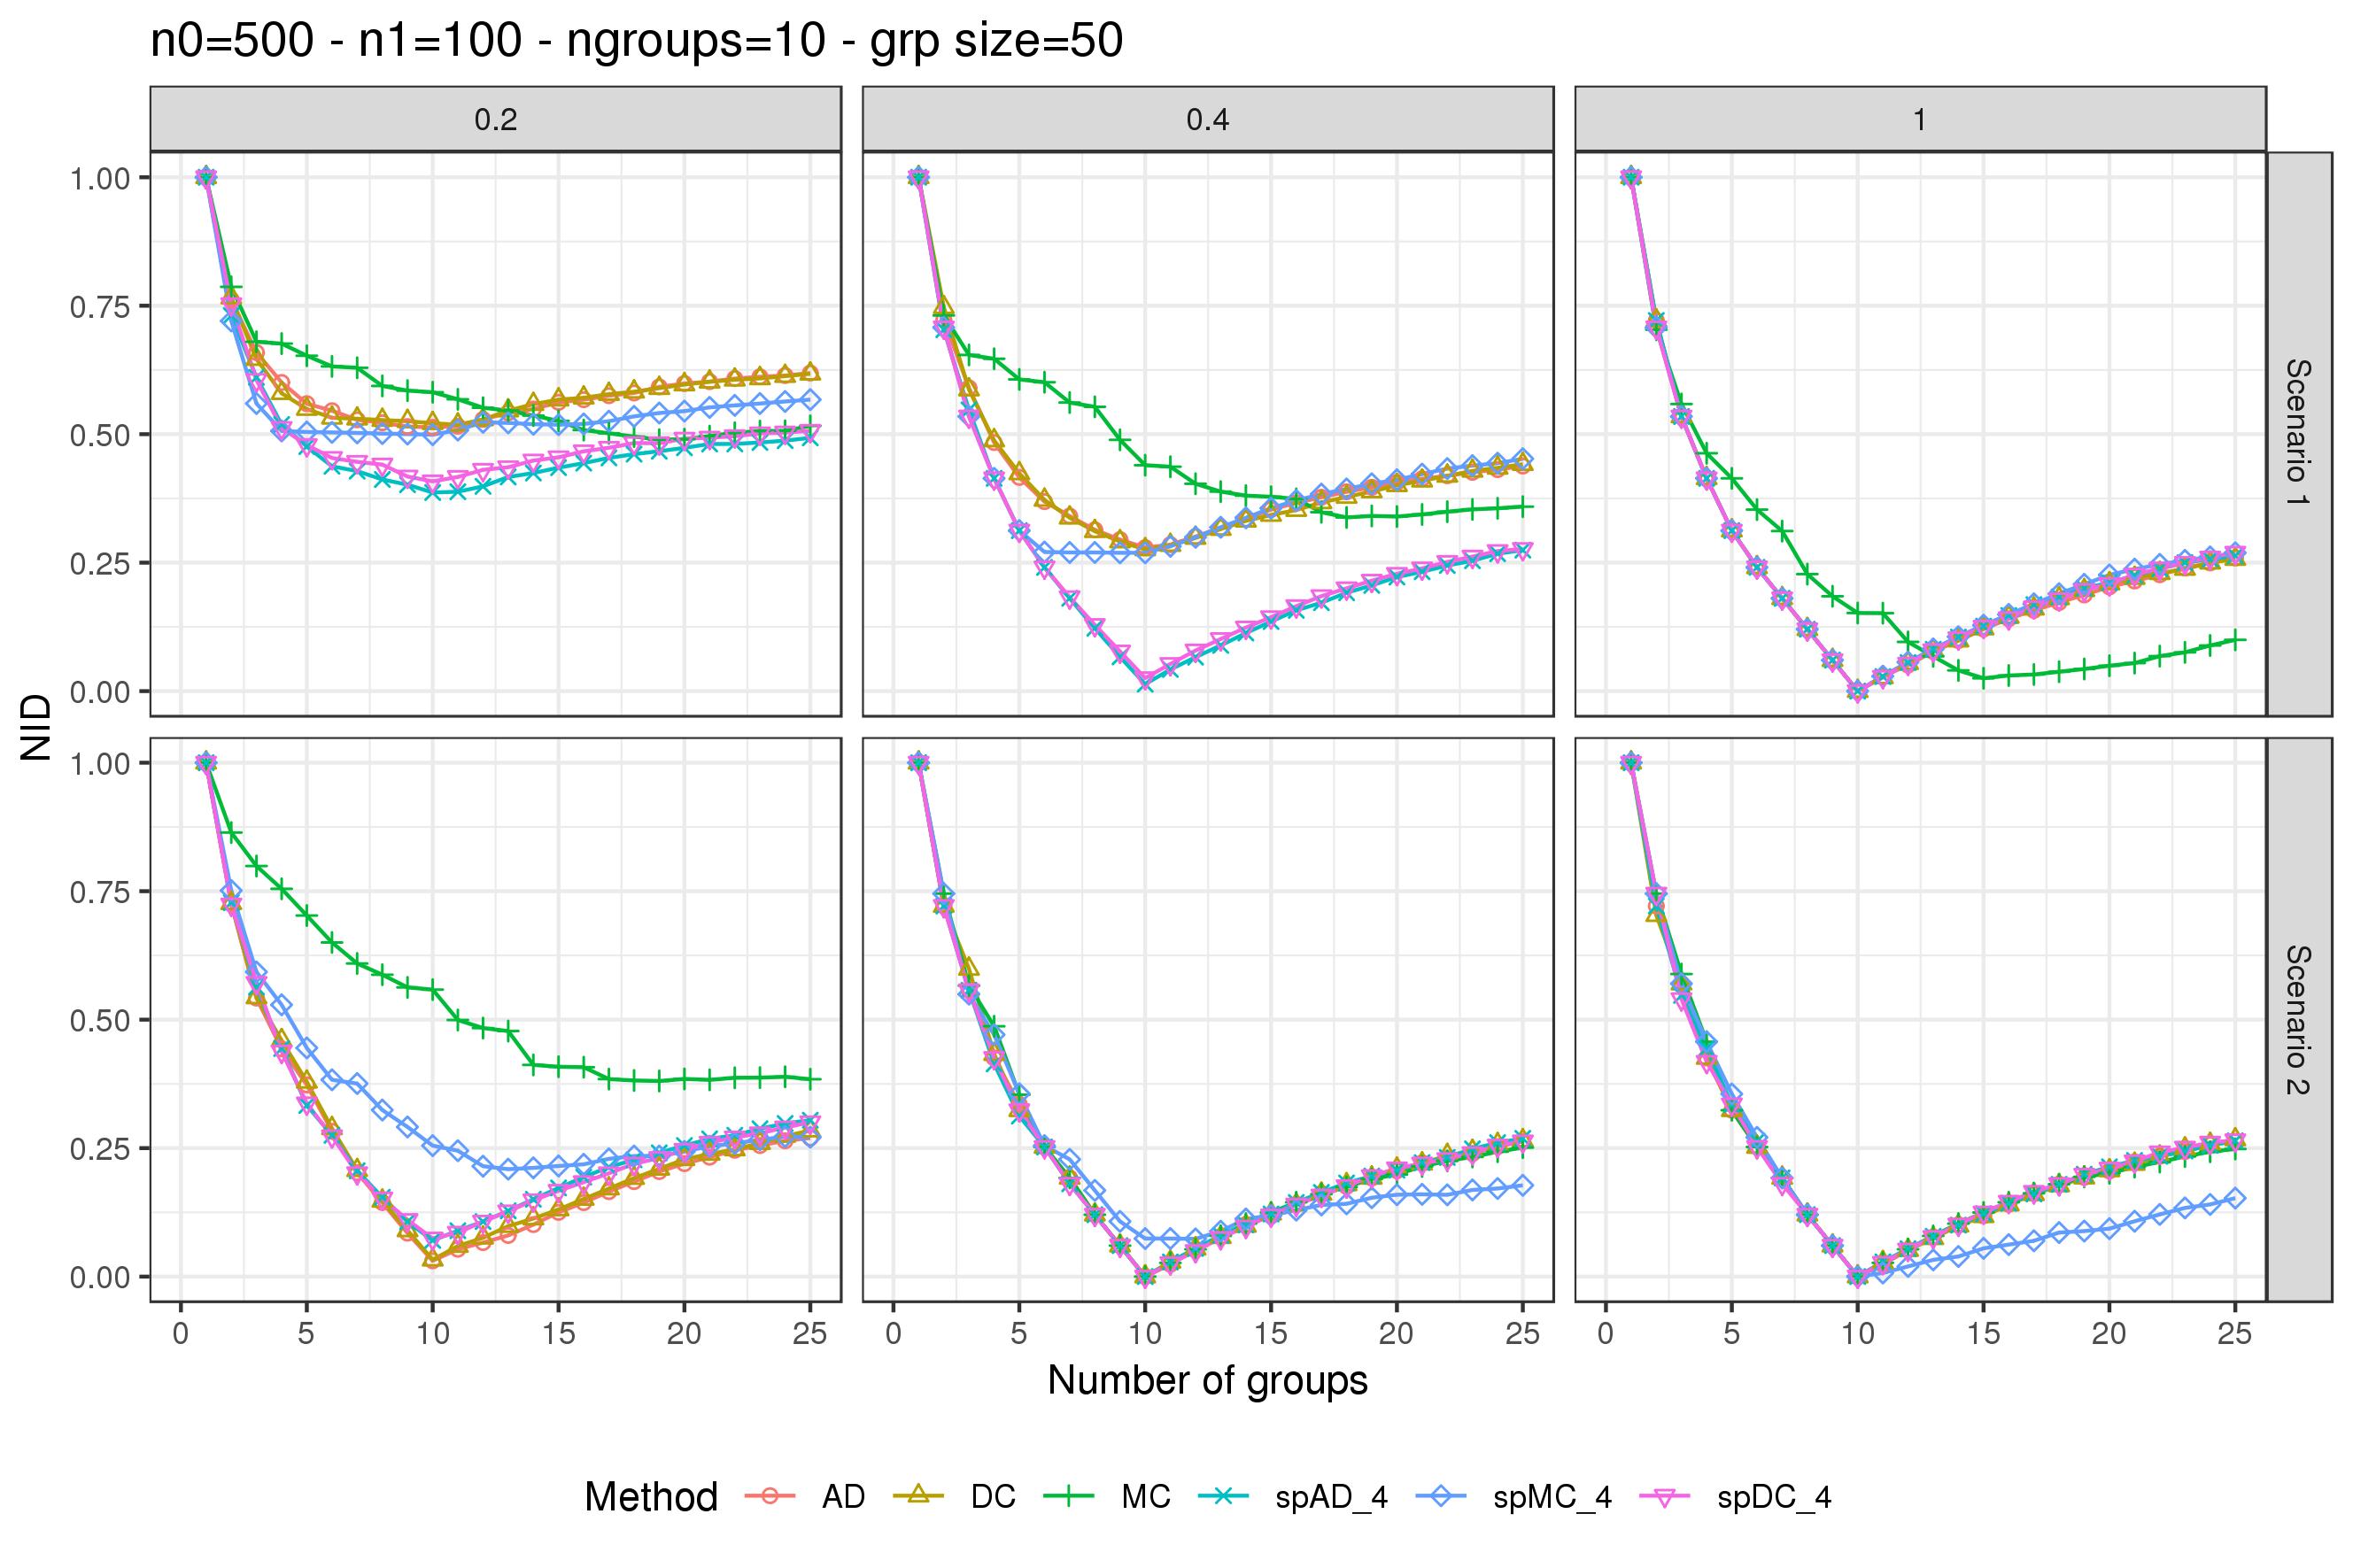 n0=500 - n1=100 - ngroups=10 - grp size=50
0.2 0.4 1
1.00
0.75
0.50
0.25
0.00
Scenario 1
NID
1.00
0.75
0.50
0.25
0.00
Scenario 2
0 5 10 15 20 25 0 5 10 15 20 25 0 5 10 15 20 25
Number of groups
Method AD DC MC spAD_4 spMC_4 spDC_4